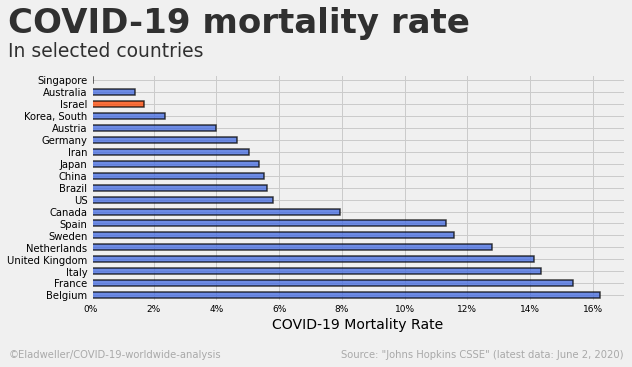 COVID-19 mortality rate
In selected countries
Singapore
Australia
Israel
Korea, South
Austria
Germany
Iran
Japan
China
Brazil
US
Canada
Spain
Sweden
Netherlands
United Kingdom
Italy
France
Belgium
0% 2% 4% 6% 8% 10% 12% 14% 16%
COVID-19 Mortality Rate
©Eladweller/COVID-19-worldwide-analysis Source: "Johns Hopkins CSSE" (latest data: June 2, 2020)